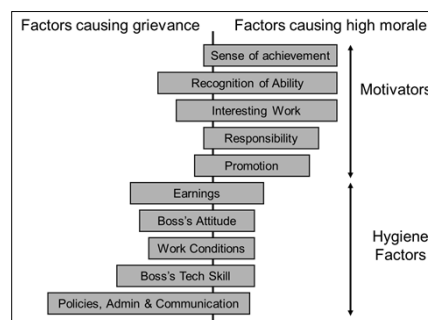 Factors causing grievance
Factors causing high morale
Sense of achievement
Recognition of Ability
Interesting Work
Responsibility
Promotion
Motivators
Earnings
Boss's Attitude
Work Conditions
Boss's Tech Skill
Policies, Admin & Communication
Hygiene
Factors